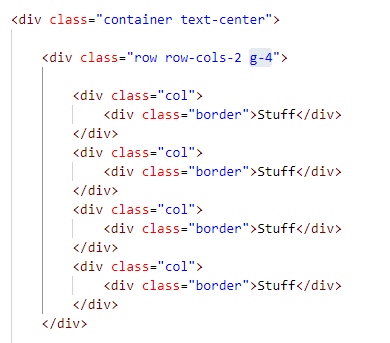 <div class="container text-center">
<div class="row row-cols-2 g-4">
<div class="col">
<div class="border">Stuff</div>
</div>
<div class="col">
<div class="border">Stuff</div>
</div>
<div class="col">
<div class="border">Stuff</div>
</div>
<div class="col">
<div class="border">Stuff</div>
</div>
</div>